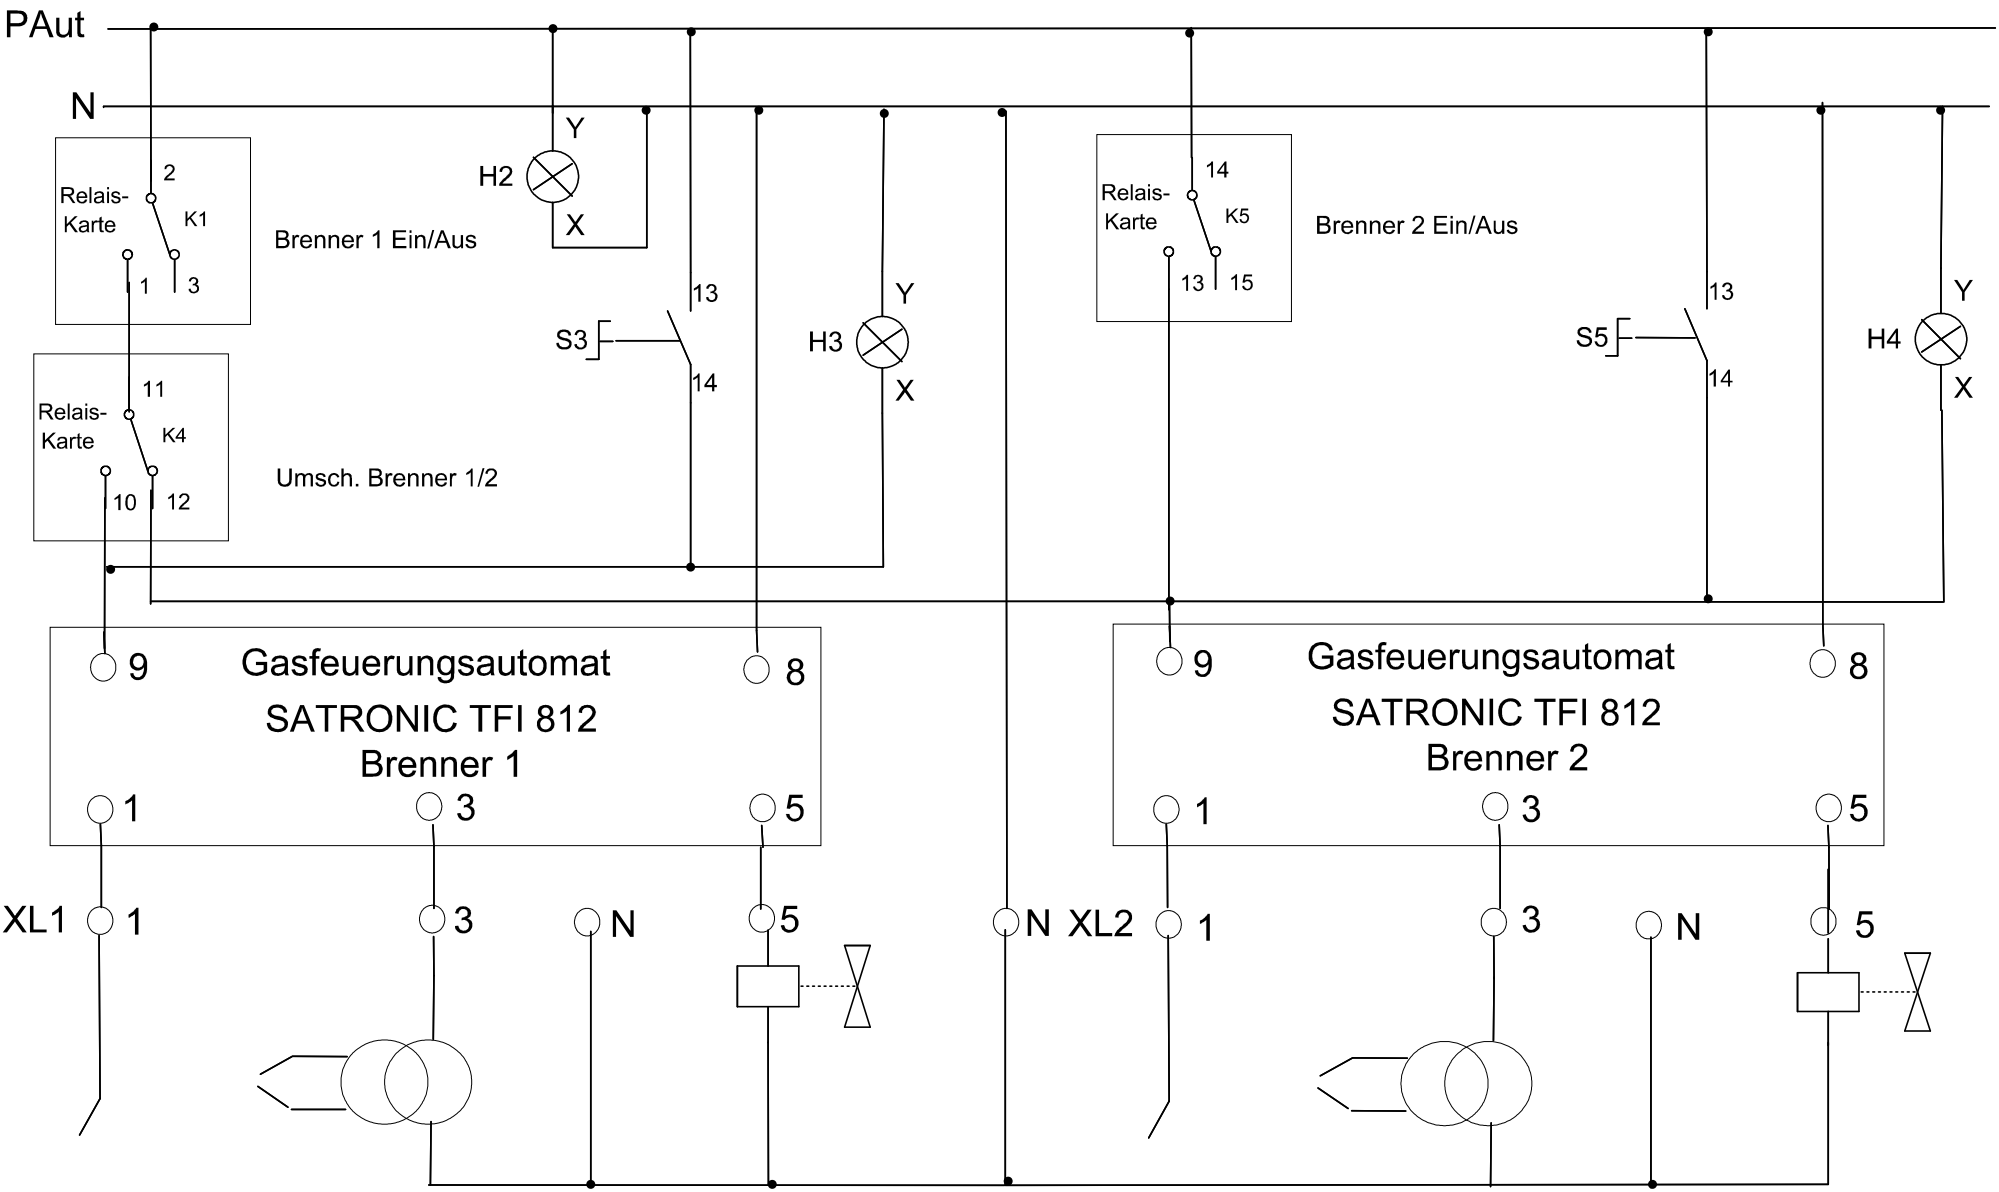 PAut
N
Y
H2
X
2
Relais-
Karte
K1
1
3
Brenner 1 Ein/Aus
14
Relais-
Karte
K5
13
15
Brenner 2 Ein/Aus
13
S3
14
Y
H3
X
13
S5
14
Y
H4
X
11
Relais-
Karte
K4
10
12
Umsch. Brenner 1/2
9
Gasfeuerungsautomat
8
SATRONIC TFI 812
Brenner 1
1
3
5
9
Gasfeuerungsautomat
8
SATRONIC TFI 812
Brenner 2
1
3
5
XL1
1
3
N
5
N
XL2
1
3
N
5